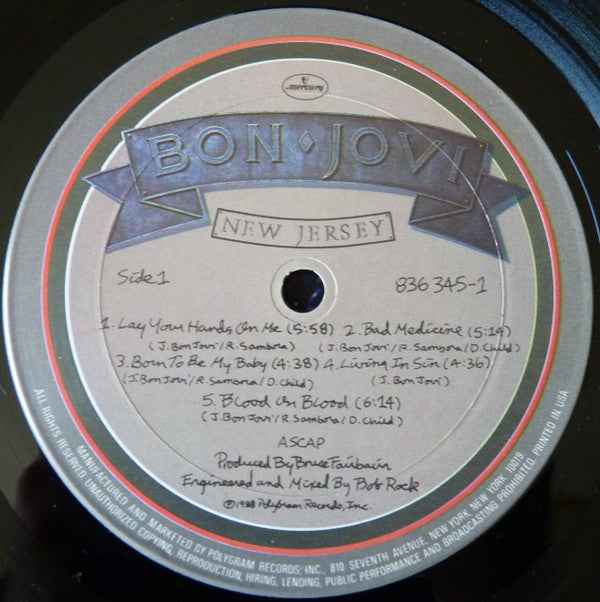 mercury
BON • JOVI
NEW JERSEY
Side 1
836 345-1
1. Lay Your Hands On Me (5:58) 2. Bad Medicine (5:14)
(J. Bon Jovi/R. Sambora) (J. Bon Jovi/R. Sambora/D. Child)
3. Born To Be My Baby (4:38) 4. Living In Sin (4:36)
(J. Bon Jovi/R. Sambora/D. Child) (J. Bon Jovi)
5. Blood On Blood (6:14)
(J. Bon Jovi/R. Sambora/D. Child)
ASCAP
Produced By Bruce Fairbairn
Engineered and Mixed By Bob Rock
℗©1988 PolyGram Records, Inc.
MANUFACTURED AND MARKETED BY POLYGRAM RECORDS, INC., 810 SEVENTH AVENUE, NEW YORK, NEW YORK 10019.
ALL RIGHTS RESERVED. UNAUTHORIZED COPYING, REPRODUCTION, HIRING, LENDING, PUBLIC PERFORMANCE AND BROADCASTING PROHIBITED. PRINTED IN USA.